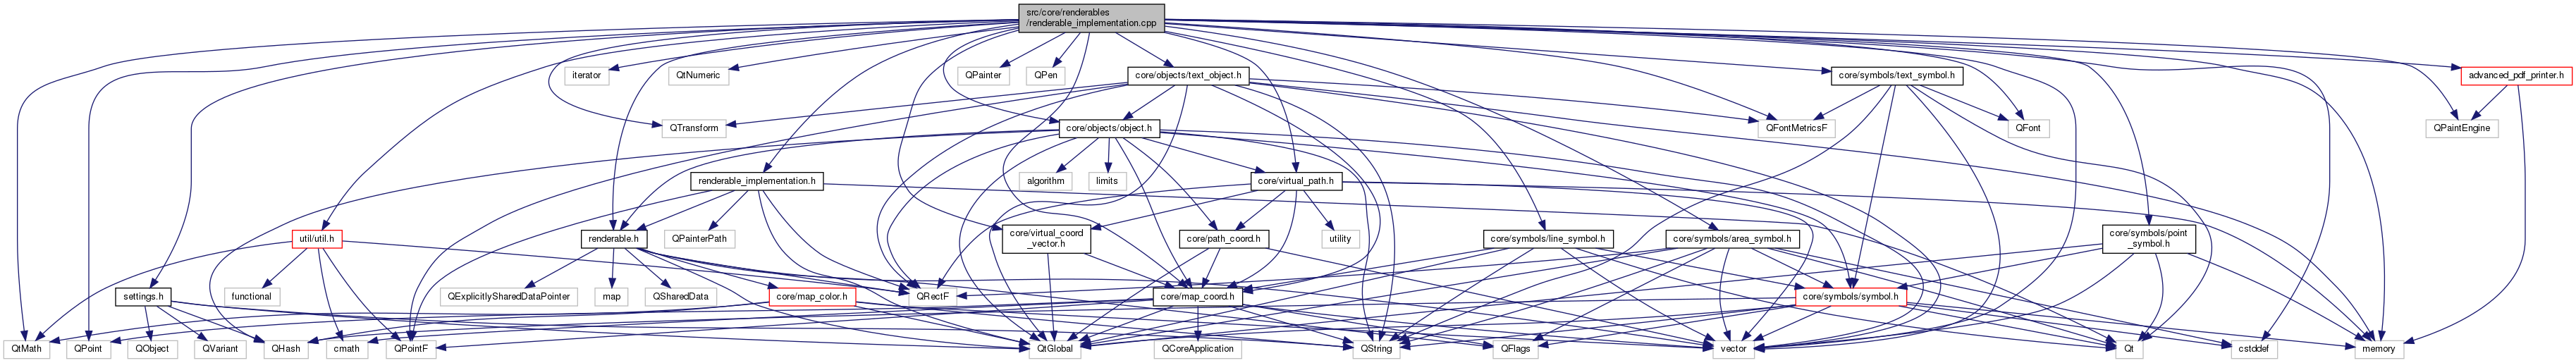 src/core/renderables
/renderable_implementation.cpp
iterator
QtNumeric
QPainter
QPen
core/objects/text_object.h
core/symbols/text_symbol.h
advanced_pdf_printer.h
QTransform
core/objects/object.h
QFontMetricsF
QFont
QPaintEngine
renderable_implementation.h
algorithm
limits
core/virtual_path.h
util/util.h
renderable.h
QPainterPath
core/virtual_coord
_vector.h
core/path_coord.h
utility
core/symbols/line_symbol.h
core/symbols/area_symbol.h
core/symbols/point
_symbol.h
settings.h
functional
QExplicitlySharedDataPointer
map
QSharedData
core/map_color.h
QRectF
core/map_coord.h
core/symbols/symbol.h
QtMath
QPoint
QObject
QVariant
QHash
cmath
QPointF
QtGlobal
QCoreApplication
QString
QFlags
vector
Qt
cstddef
memory